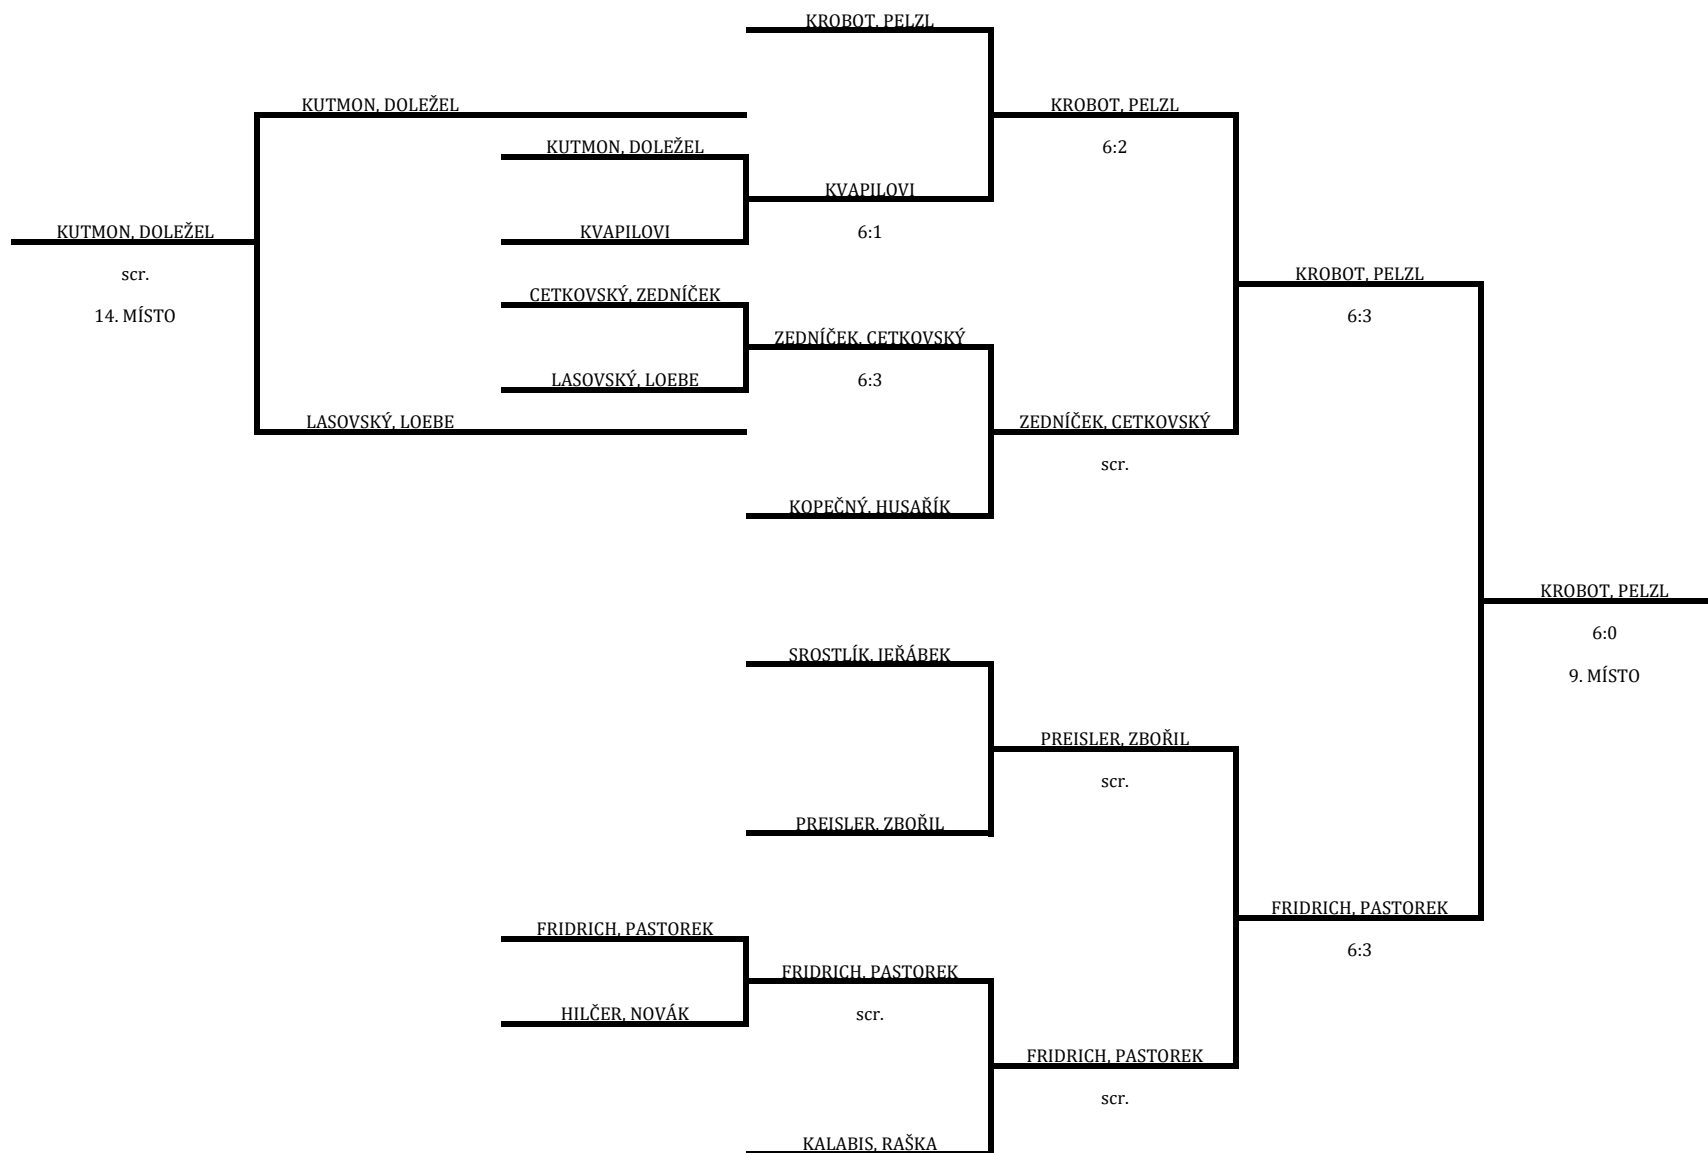 KROBOT, PELZL
KUTMON, DOLEŽEL
KROBOT, PELZL
KUTMON, DOLEŽEL
6:2
KVAPILOVI
KUTMON, DOLEŽEL
KVAPILOVI
6:1
scr.
KROBOT, PELZL
CETKOVSKÝ, ZEDNÍČEK
14. MÍSTO
6:3
ZEDNÍČEK, CETKOVSKÝ
LASOVSKÝ, LOEBE
6:3
LASOVSKÝ, LOEBE
ZEDNÍČEK, CETKOVSKÝ
scr.
KOPEČNÝ, HUSAŘÍK
KROBOT, PELZL
6:0
SROSTLÍK, JEŘÁBEK
9. MÍSTO
PREISLER, ZBOŘIL
scr.
PREISLER, ZBOŘIL
FRIDRICH, PASTOREK
FRIDRICH, PASTOREK
6:3
FRIDRICH, PASTOREK
HILČER, NOVÁK
scr.
FRIDRICH, PASTOREK
scr.
KALABIS, RAŠKA